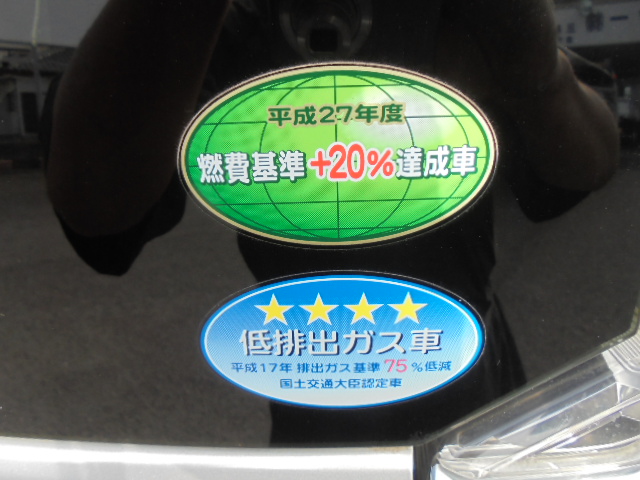 平成27年度
燃費基準+20%達成車
低排出ガス車
平成17年 排出ガス基準 75 %低減
国土交通大臣認定車